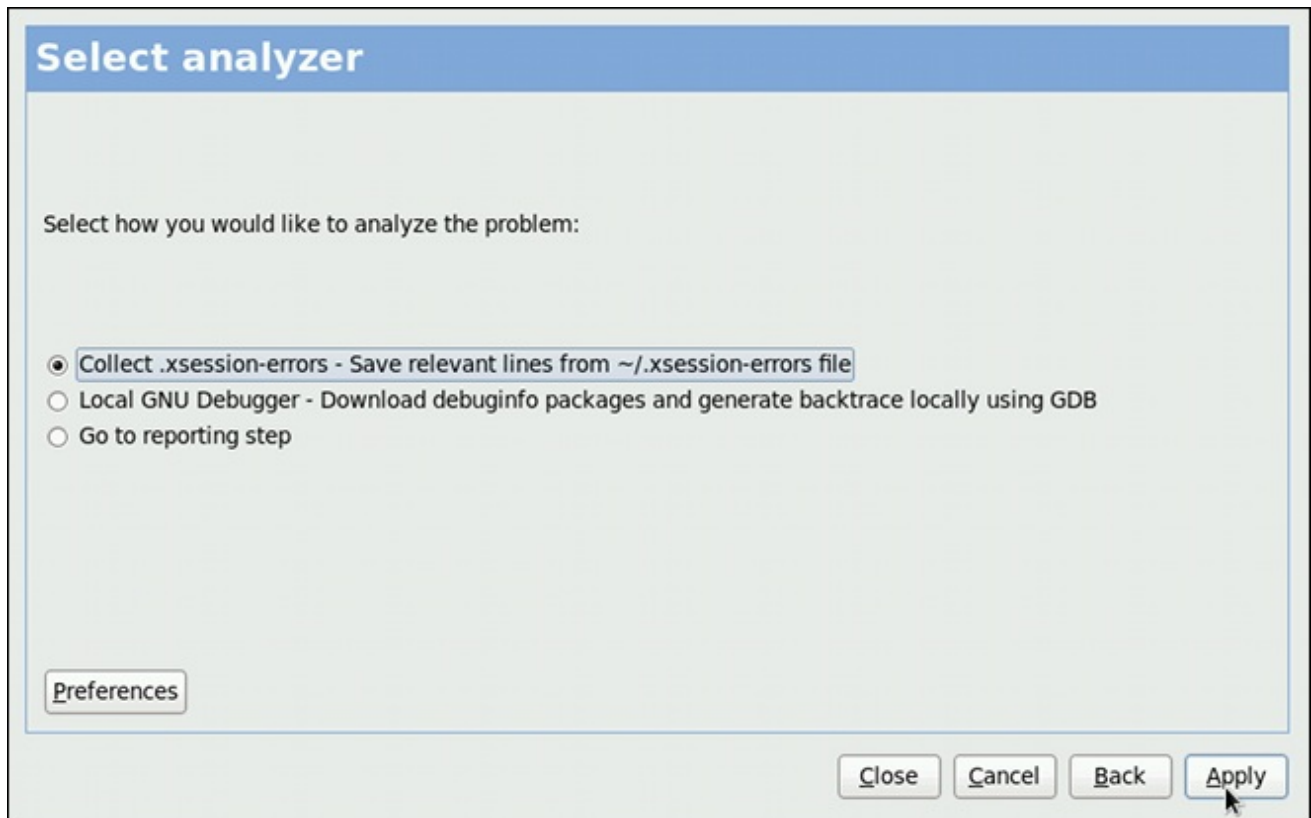 Select analyzer
Select how you would like to analyze the problem:
Collect .xsession-errors - Save relevant lines from ~/.xsession-errors file
Local GNU Debugger - Download debuginfo packages and generate backtrace locally using GDB
Go to reporting step
Preferences
Close Cancel Back Apply